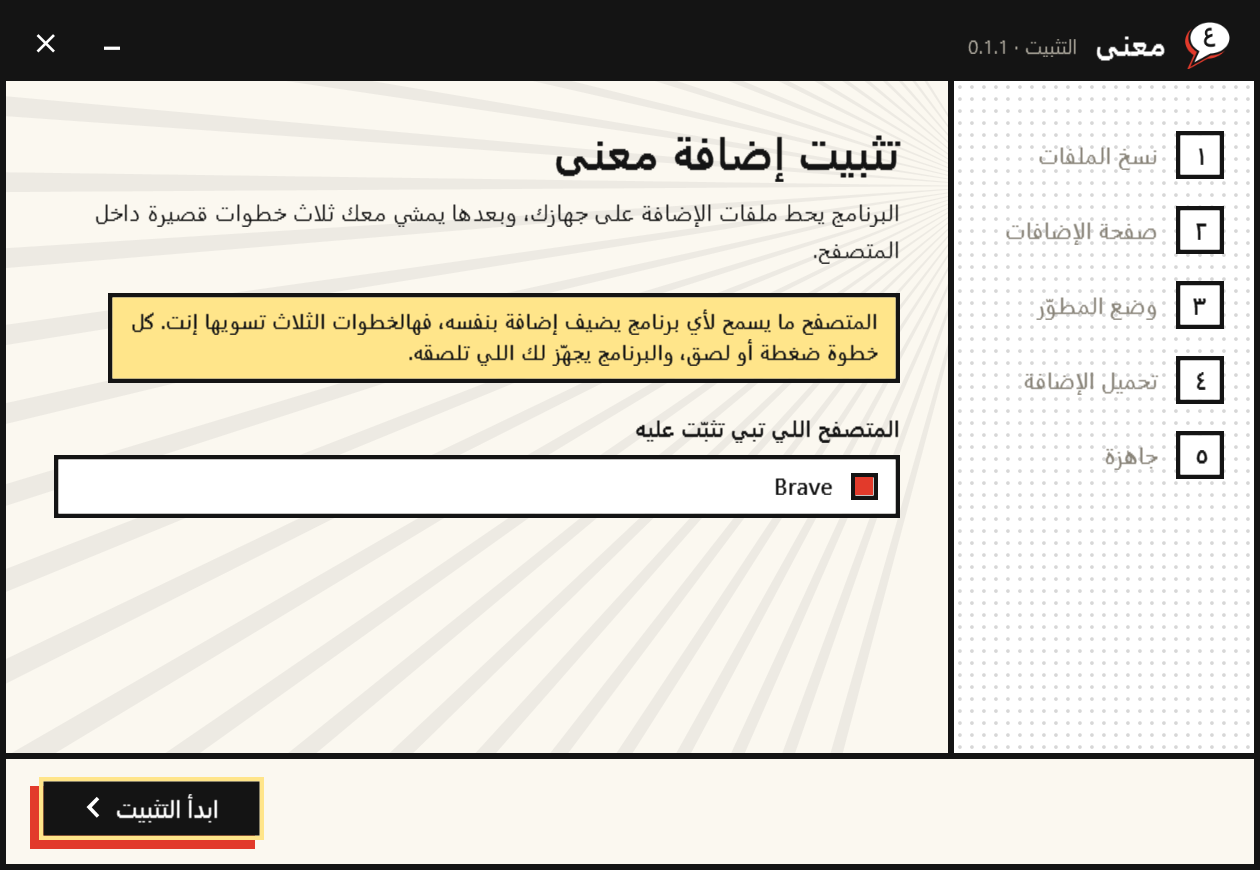 ع
معنى
التثبيت · 0.1.1
١ نسخ الملفات
٢ صفحة الإضافات
٣ وضع المطوّر
٤ تحميل الإضافة
٥ جاهزة
تثبيت إضافة معنى
البرنامج يحط ملفات الإضافة على جهازك، وبعدها يمشي معك ثلاث خطوات قصيرة داخل
المتصفح.
المتصفح ما يسمح لأي برنامج يضيف إضافة بنفسه، فهالخطوات الثلاث تسويها إنت. كل
خطوة ضغطة أو لصق، والبرنامج يجهّز لك اللي تلصقه.
المتصفح اللي تبي تثبّت عليه
Brave
ابدأ التثبيت